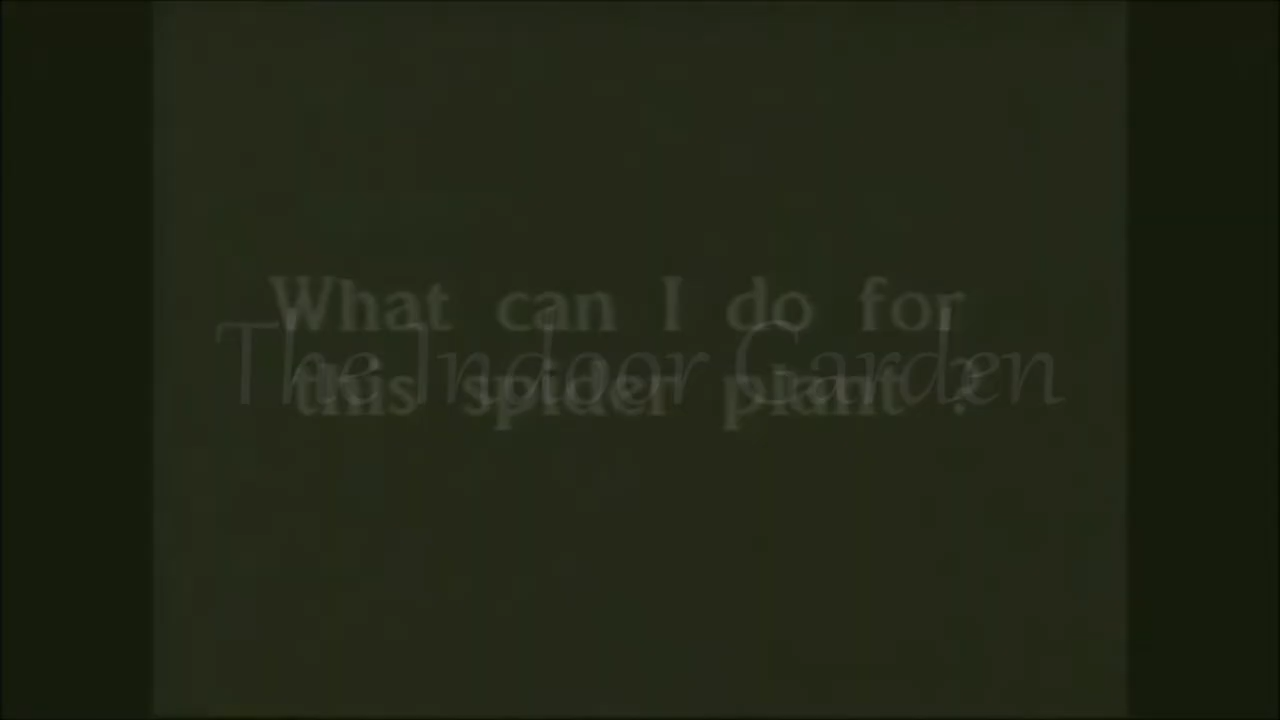 What can I do for
The Indoor Garden
this spider plant ?